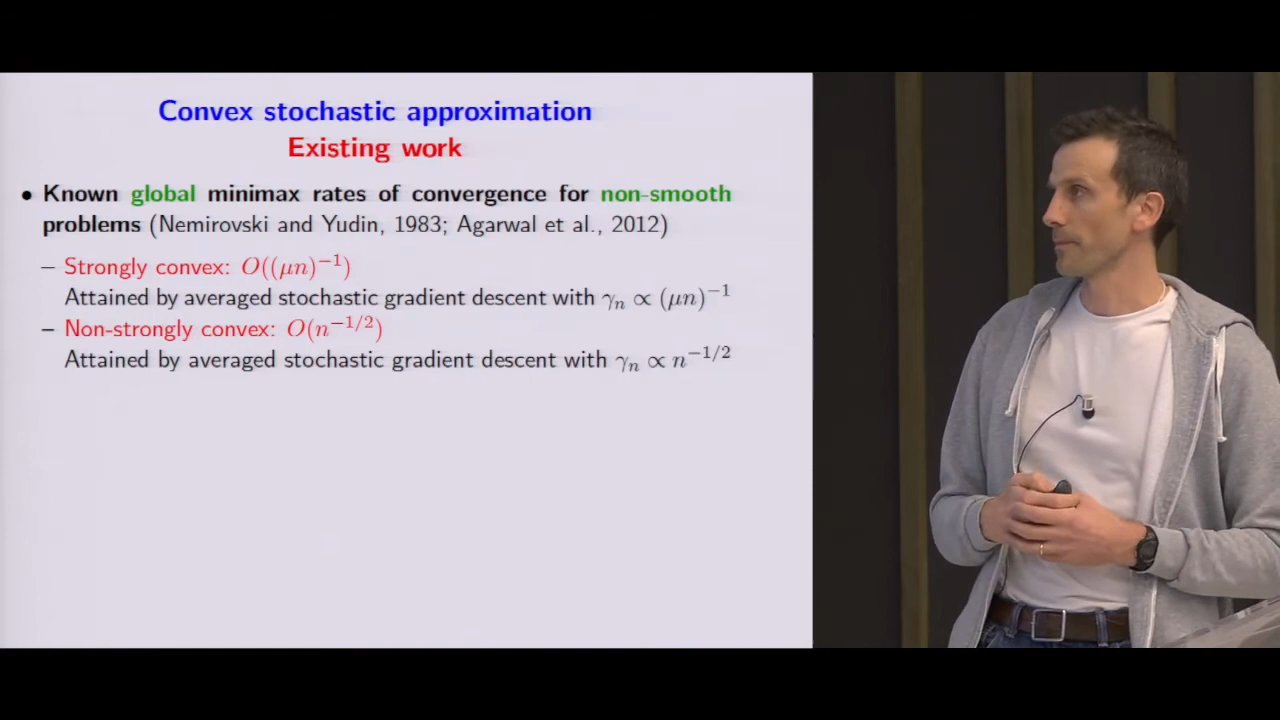 Convex stochastic approximation
Existing work
• Known global minimax rates of convergence for non-smooth
problems (Nemirovski and Yudin, 1983; Agarwal et al., 2012)
– Strongly convex: O((μn)⁻¹)
Attained by averaged stochastic gradient descent with γₙ ∝ (μn)⁻¹
– Non-strongly convex: O(n⁻¹/²)
Attained by averaged stochastic gradient descent with γₙ ∝ n⁻¹/²